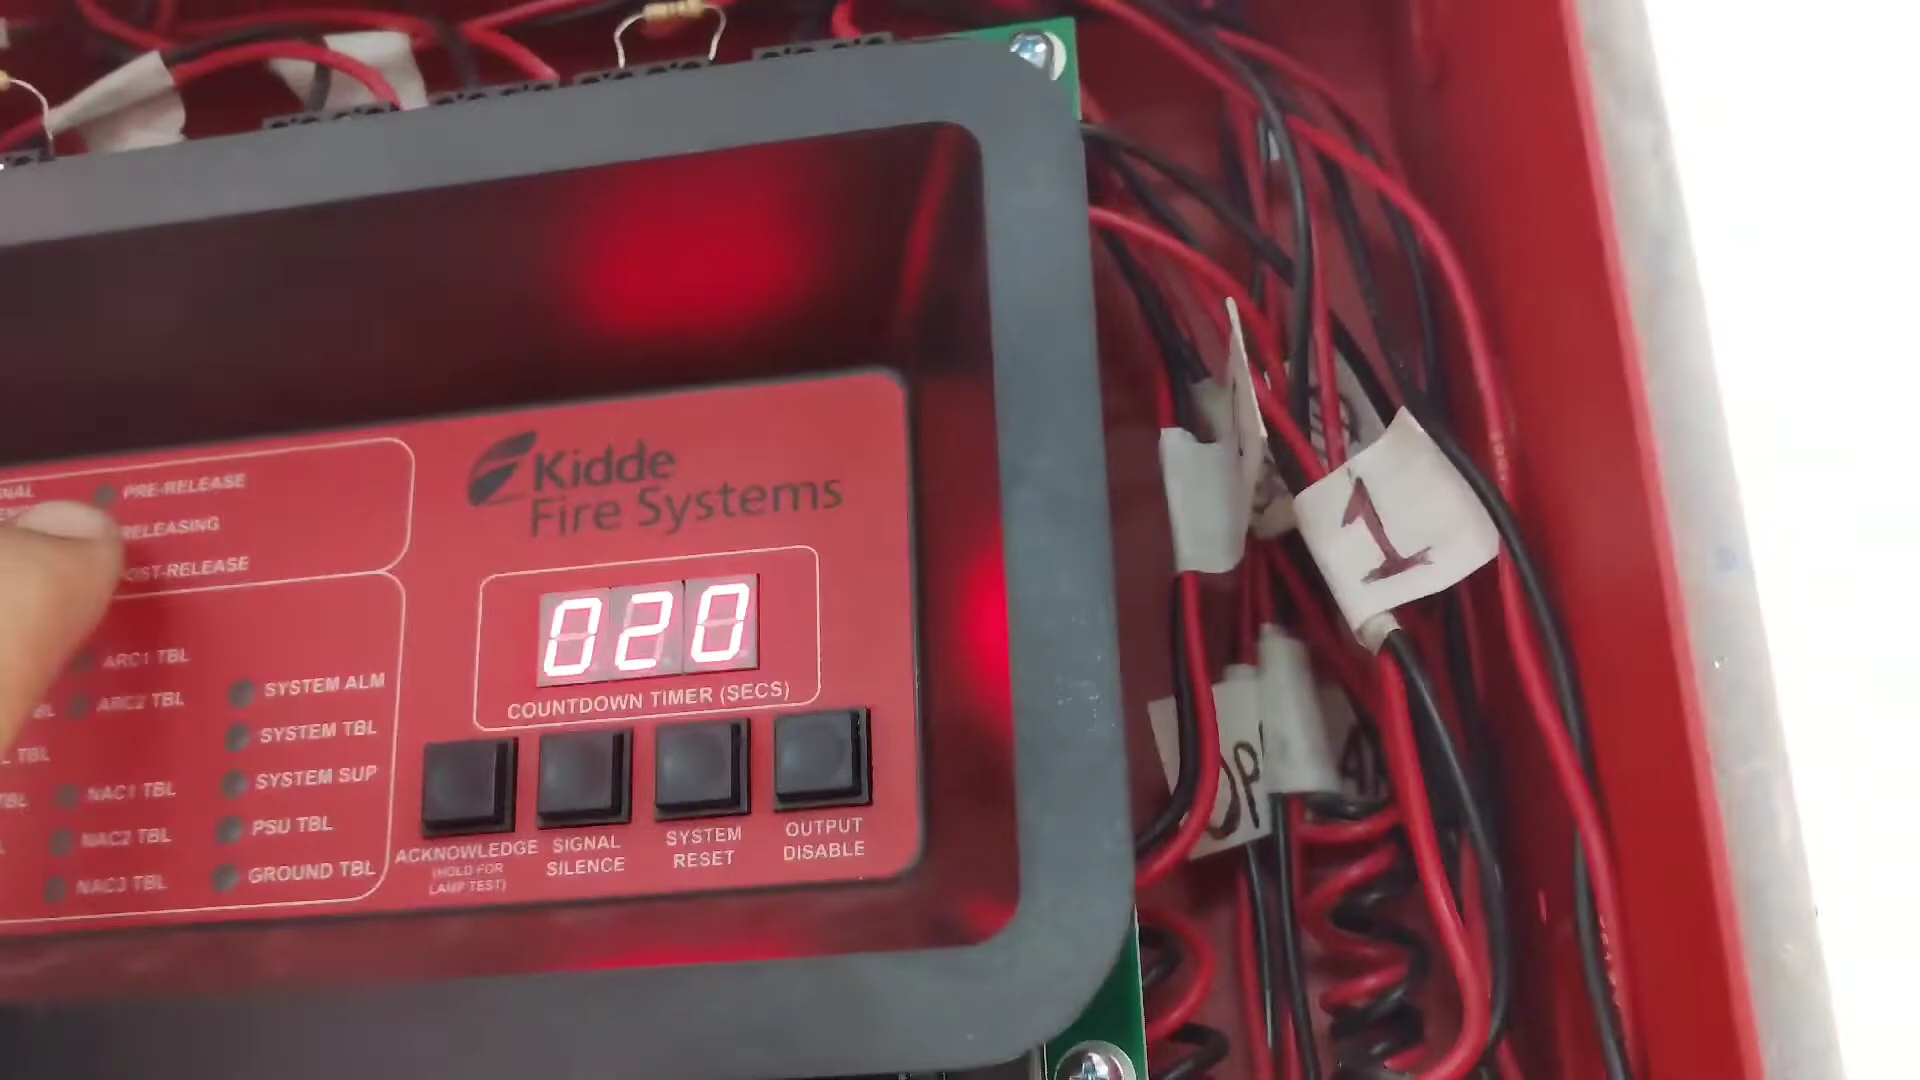 PRE-RELEASE
RELEASING
Kidde
Fire Systems
020
COUNTDOWN TIMER (SECS)
ARC1 TBL
ARC2 TBL
SYSTEM ALM
SYSTEM TBL
SYSTEM SUP
PSU TBL
GROUND TBL
TBL
NAC1 TBL
NAC2 TBL
NAC3 TBL
ACKNOWLEDGE
(HOLD FOR
LAMP TEST)
SIGNAL
SILENCE
SYSTEM
RESET
OUTPUT
DISABLE
1